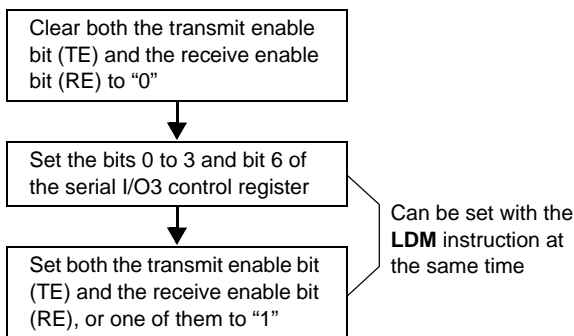 Clear both the transmit enable
bit (TE) and the receive enable
bit (RE) to “0”
Set the bits 0 to 3 and bit 6 of
the serial I/O3 control register
Can be set with the
LDM instruction at
the same time
Set both the transmit enable bit
(TE) and the receive enable bit
(RE), or one of them to “1”